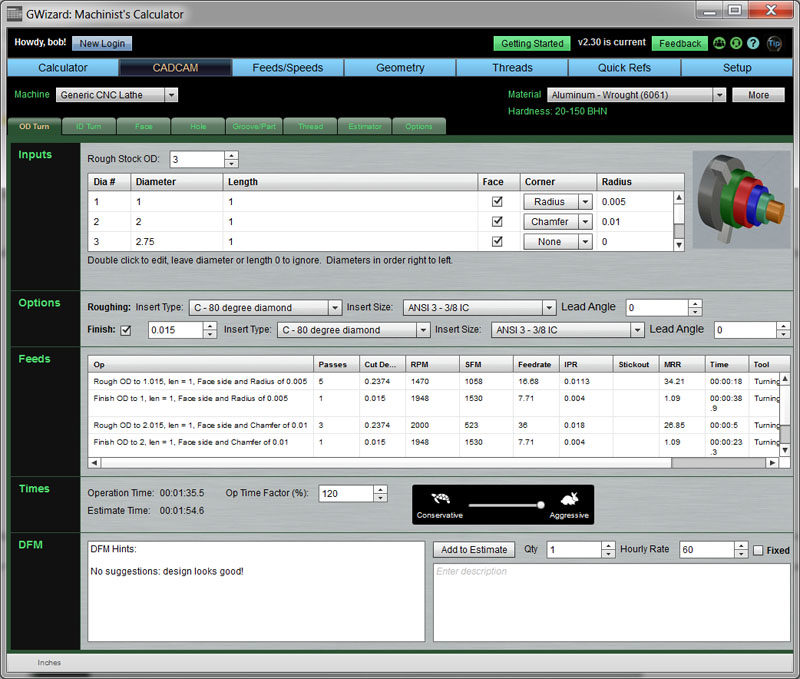 GWizard: Machinist's Calculator
Howdy, bob! New Login Getting Started v2.30 is current Feedback ? Tip
Calculator CADCAM Feeds/Speeds Geometry Threads Quick Refs Setup
Machine Generic CNC Lathe Material Aluminum - Wrought (6061) More
Hardness: 20-150 BHN
OD Turn ID Turn Face Hole Groove/Part Thread Estimator Options
Inputs
Rough Stock OD: 3
Dia # Diameter Length Face Corner Radius
1 1 1 Radius 0.005
2 2 1 Chamfer 0.01
3 2.75 1 None 0
Double click to edit, leave diameter or length 0 to ignore. Diameters in order right to left.
Options
Roughing: Insert Type: C - 80 degree diamond Insert Size: ANSI 3 - 3/8 IC Lead Angle 0
Finish: 0.015 Insert Type: C - 80 degree diamond Insert Size: ANSI 3 - 3/8 IC Lead Angle 0
Feeds
Op Passes Cut De... RPM SFM Feedrate IPR Stickout MRR Time Tool
Rough OD to 1.015, len = 1, Face side and Radius of 0.005 5 0.2374 1470 1058 16.68 0.0113 34.21 00:00:18 Turning
Finish OD to 1, len = 1, Face side and Radius of 0.005 1 0.015 1948 1530 7.71 0.004 1.09 00:00:38 Turning
.9
Rough OD to 2.015, len = 1, Face side and Chamfer of 0.01 3 0.2374 2000 523 36 0.018 26.85 00:00:5 Turning
Finish OD to 2, len = 1, Face side and Chamfer of 0.01 1 0.015 1948 1530 7.71 0.004 1.09 00:00:23 Turning
.3
Times
Operation Time: 00:01:35.5 Op Time Factor (%): 120
Estimate Time: 00:01:54.6
Conservative Aggressive
DFM
DFM Hints:
No suggestions: design looks good!
Add to Estimate Qty 1 Hourly Rate 60 Fixed
Enter description
Inches